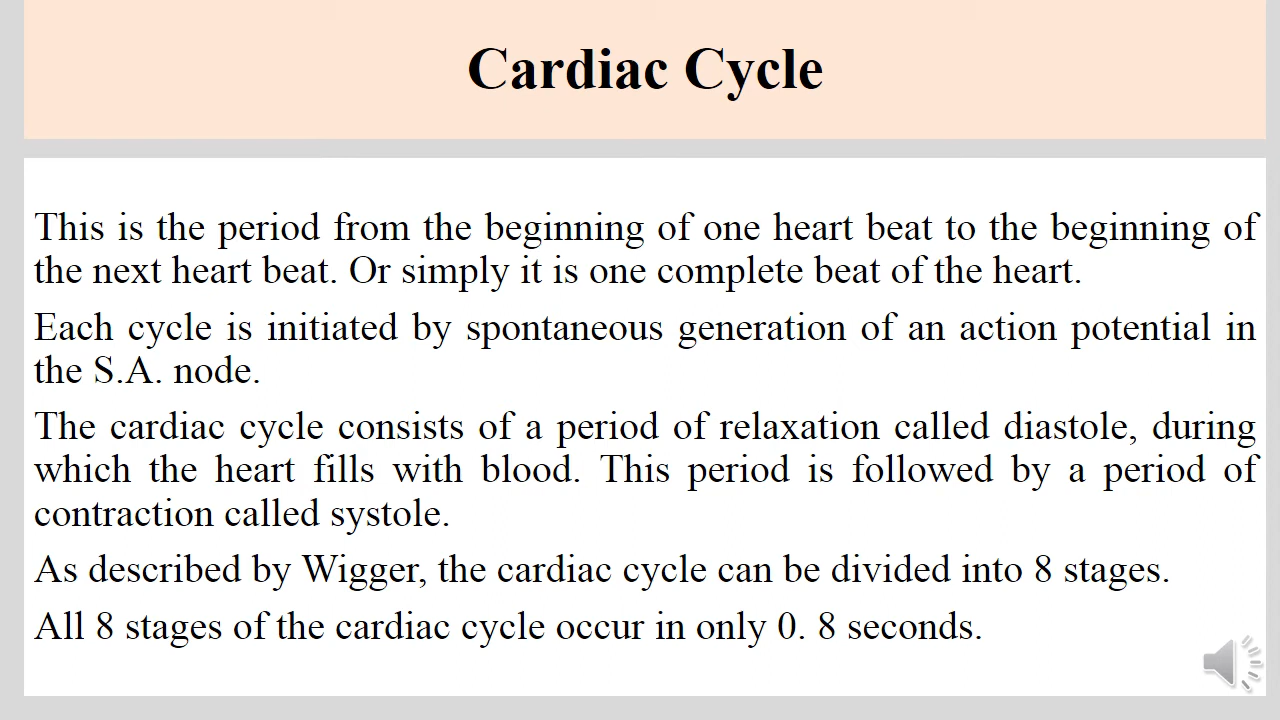 Cardiac Cycle
This is the period from the beginning of one heart beat to the beginning of
the next heart beat. Or simply it is one complete beat of the heart.
Each cycle is initiated by spontaneous generation of an action potential in
the S.A. node.
The cardiac cycle consists of a period of relaxation called diastole, during
which the heart fills with blood. This period is followed by a period of
contraction called systole.
As described by Wigger, the cardiac cycle can be divided into 8 stages.
All 8 stages of the cardiac cycle occur in only 0. 8 seconds.